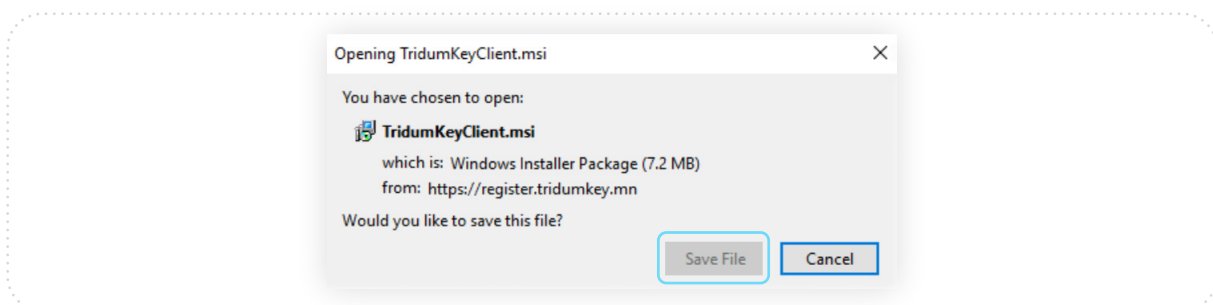 Opening TridumKeyClient.msi
You have chosen to open:
TridumKeyClient.msi
which is: Windows Installer Package (7.2 MB)
from: https://register.tridumkey.mn
Would you like to save this file?
Save File Cancel